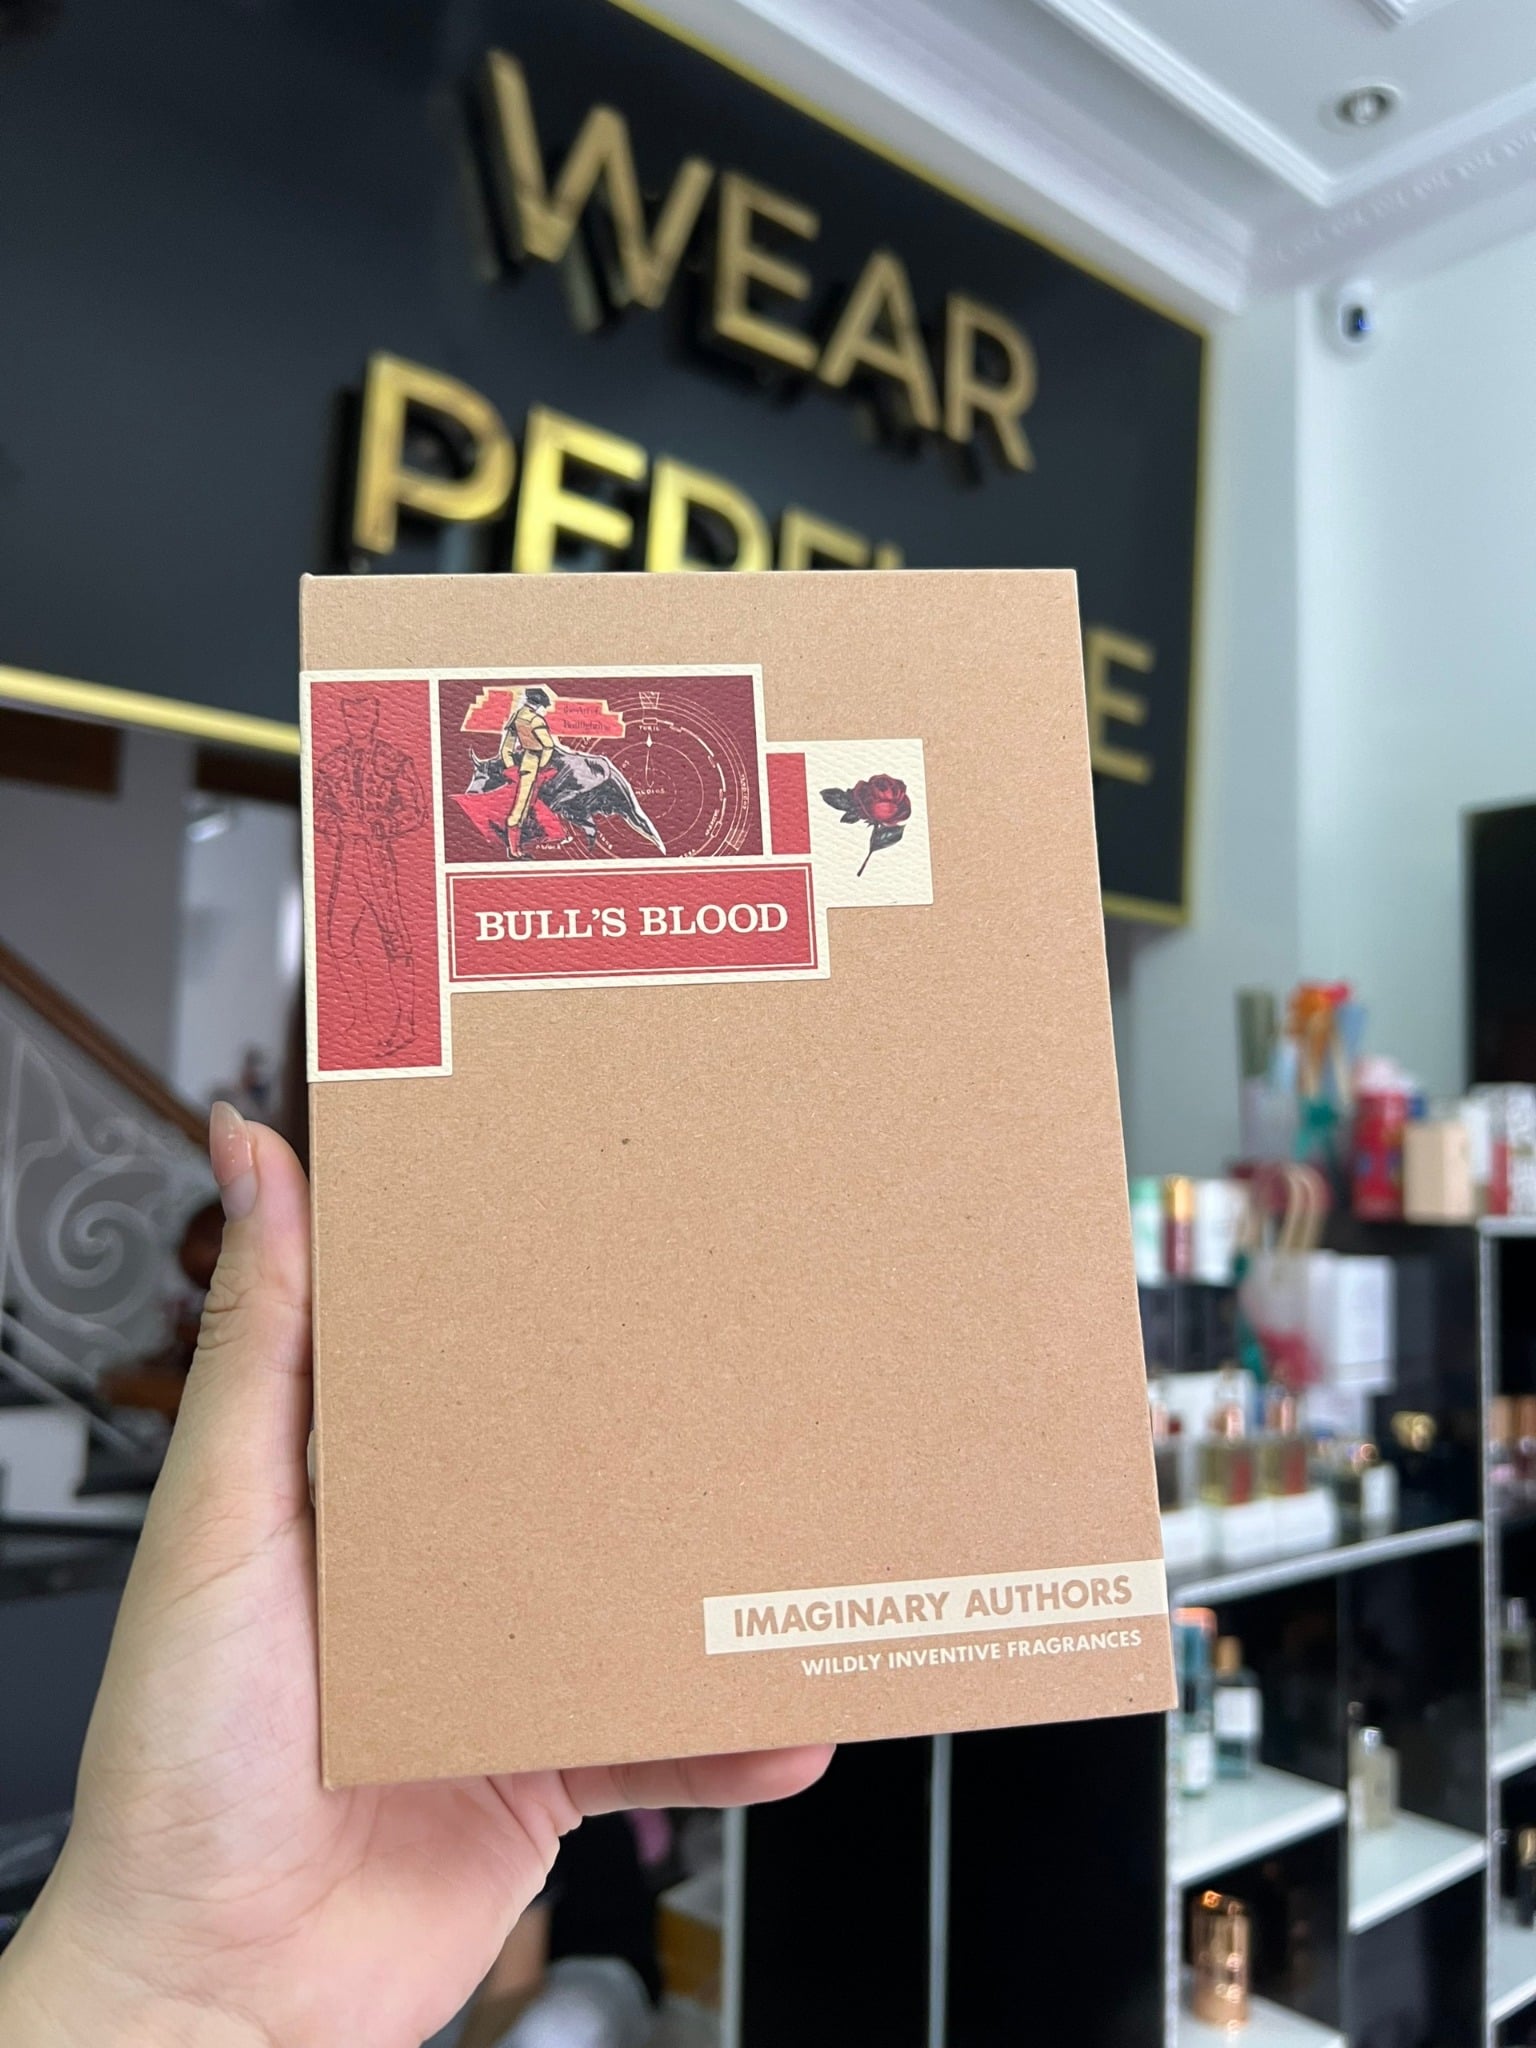 WEAR
BULL'S BLOOD
IMAGINARY AUTHORS
WILDLY INVENTIVE FRAGRANCES